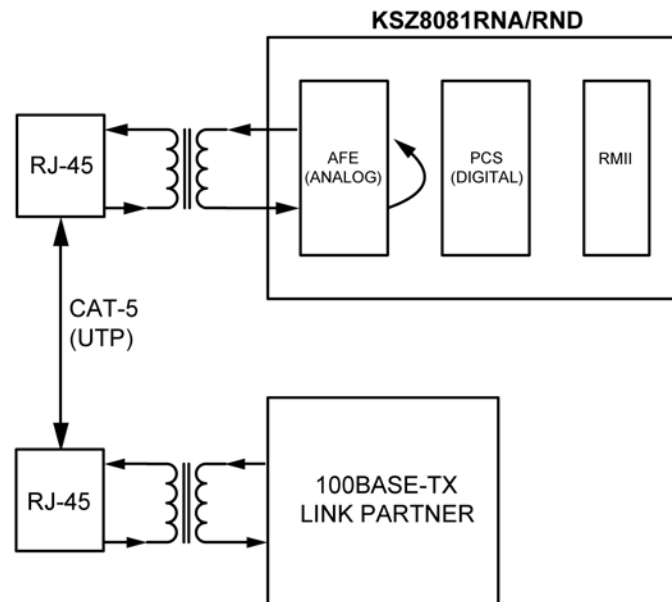 KSZ8081RNA/RND
RJ-45
AFE
(ANALOG)
PCS
(DIGITAL)
RMII
CAT-5
(UTP)
RJ-45
100BASE-TX
LINK PARTNER